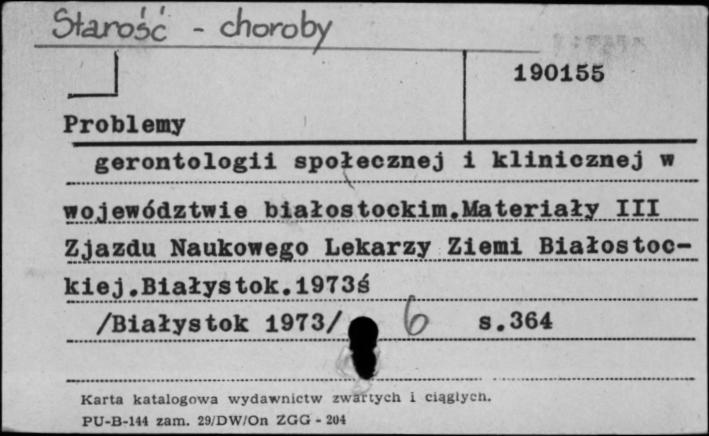 Starość - choroby
190155
Problemy
gerontologii społecznej i klinicznej w
województwie białostockim.Materiały III
Zjazdu Naukowego Lekarzy Ziemi Białostoc-
kiej.Białystok.1973ś
/Białystok 1973/ 6 s.364
Karta katalogowa wydawnictw zwartych i ciągłych.
PU-B-144 zam. 29/DW/On ZGG - 204